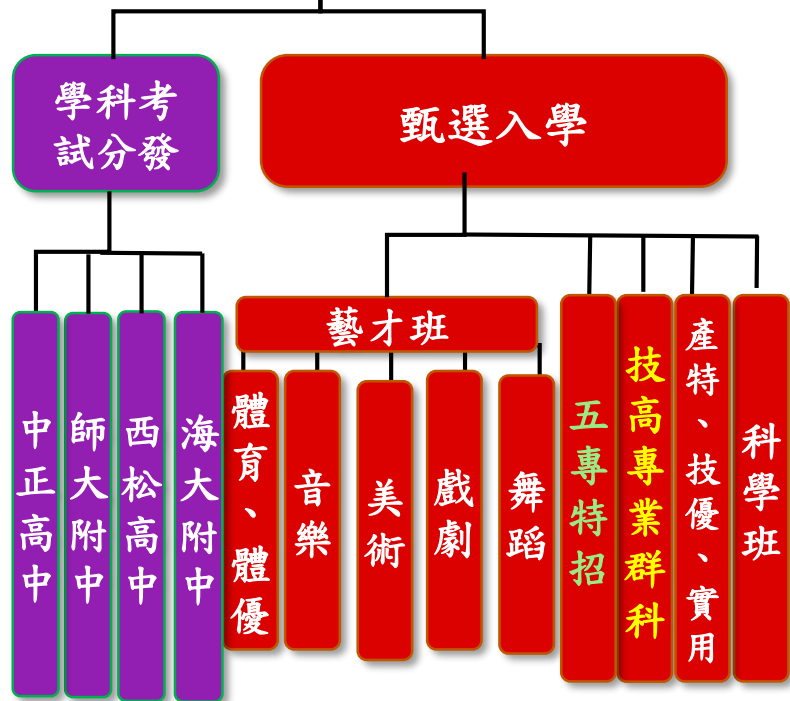 學科考
試分發
甄選入學
中正高中
師大附中
西松高中
海大附中
藝才班
體育、體優
音樂
美術
戲劇
舞蹈
五專特招
技高專業群科
產特、技優、實用
科學班